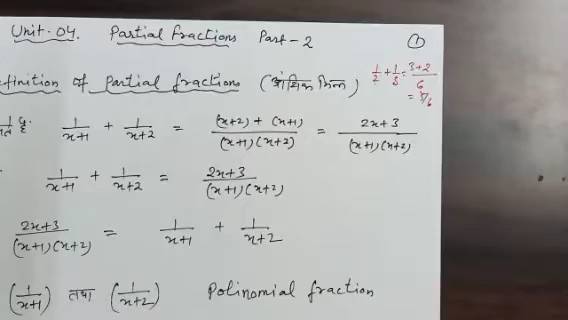 Unit-04. Partial Fractions Part-2 ①
efinition of partial fractions (आंशिक भिन्न) 1/2 + 1/3 = 3+2/6
= 5/6
1/x+1 + 1/x+2 = (x+2) + (x+1)/(x+1)(x+2) = 2x+3/(x+1)(x+2)
1/x+1 + 1/x+2 = 2x+3/(x+1)(x+2)
2x+3/(x+1)(x+2) = 1/x+1 + 1/x+2
(1/x+1) तथा (1/x+2) Polinomial fraction